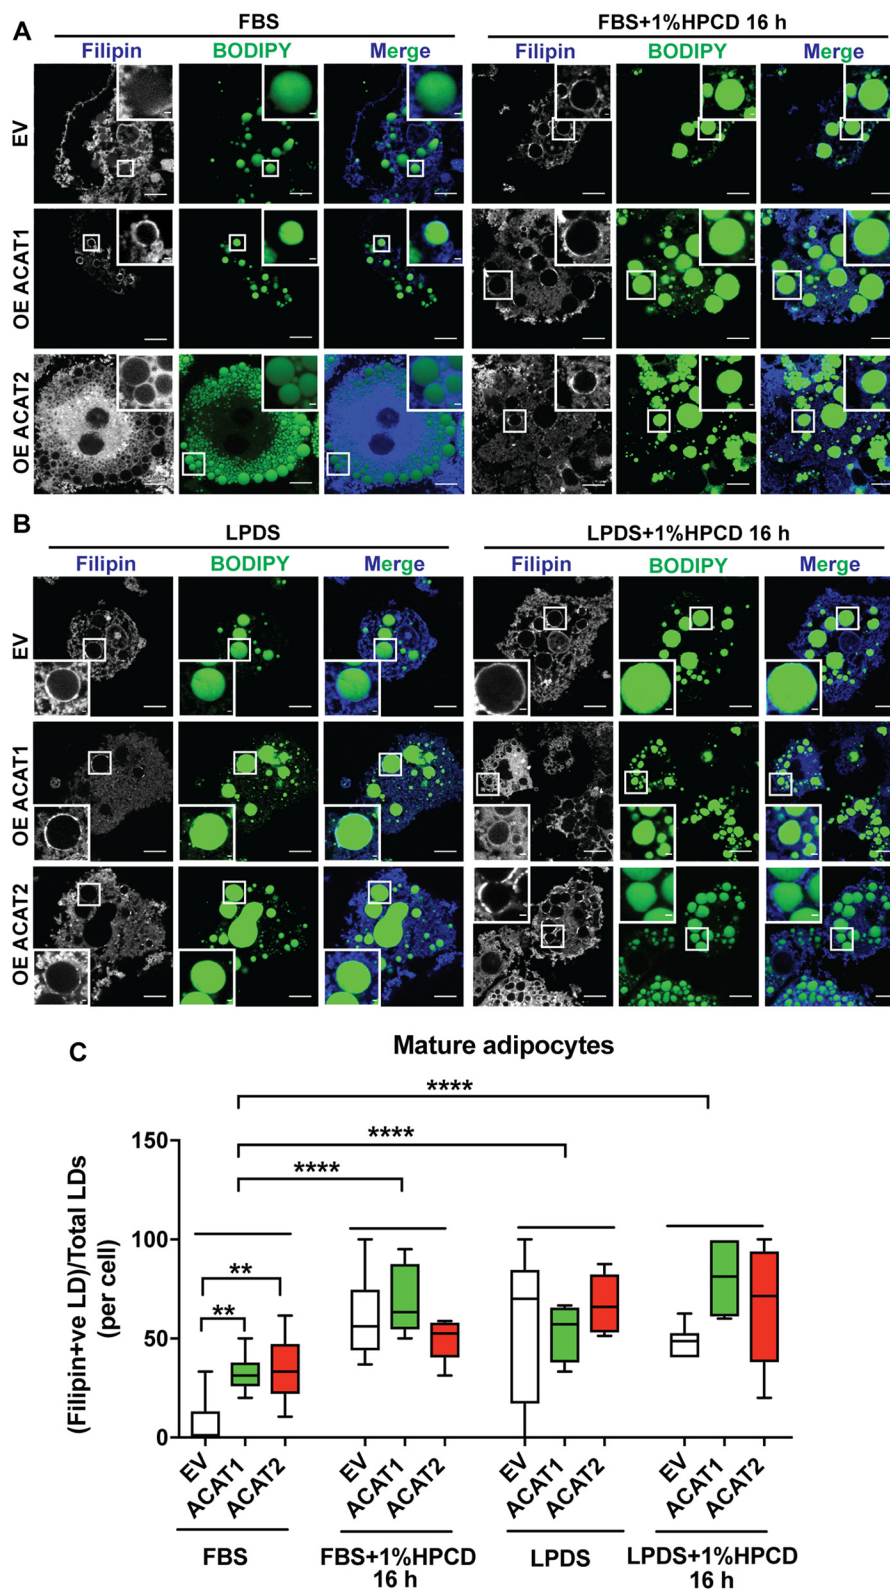 A
FBS
FBS+1%HPCD 16 h
Filipin BODIPY Merge Filipin BODIPY Merge
EV
OE ACAT1
OE ACAT2
B
LPDS
LPDS+1%HPCD 16 h
Filipin BODIPY Merge Filipin BODIPY Merge
EV
OE ACAT1
OE ACAT2
C
Mature adipocytes
(Filipin+ve LD)/Total LDs
(per cell)
150
100
50
0
****
****
****
**
**
EV ACAT1 ACAT2 EV ACAT1 ACAT2 EV ACAT1 ACAT2 EV ACAT1 ACAT2
FBS FBS+1%HPCD LPDS LPDS+1%HPCD
16 h 16 h